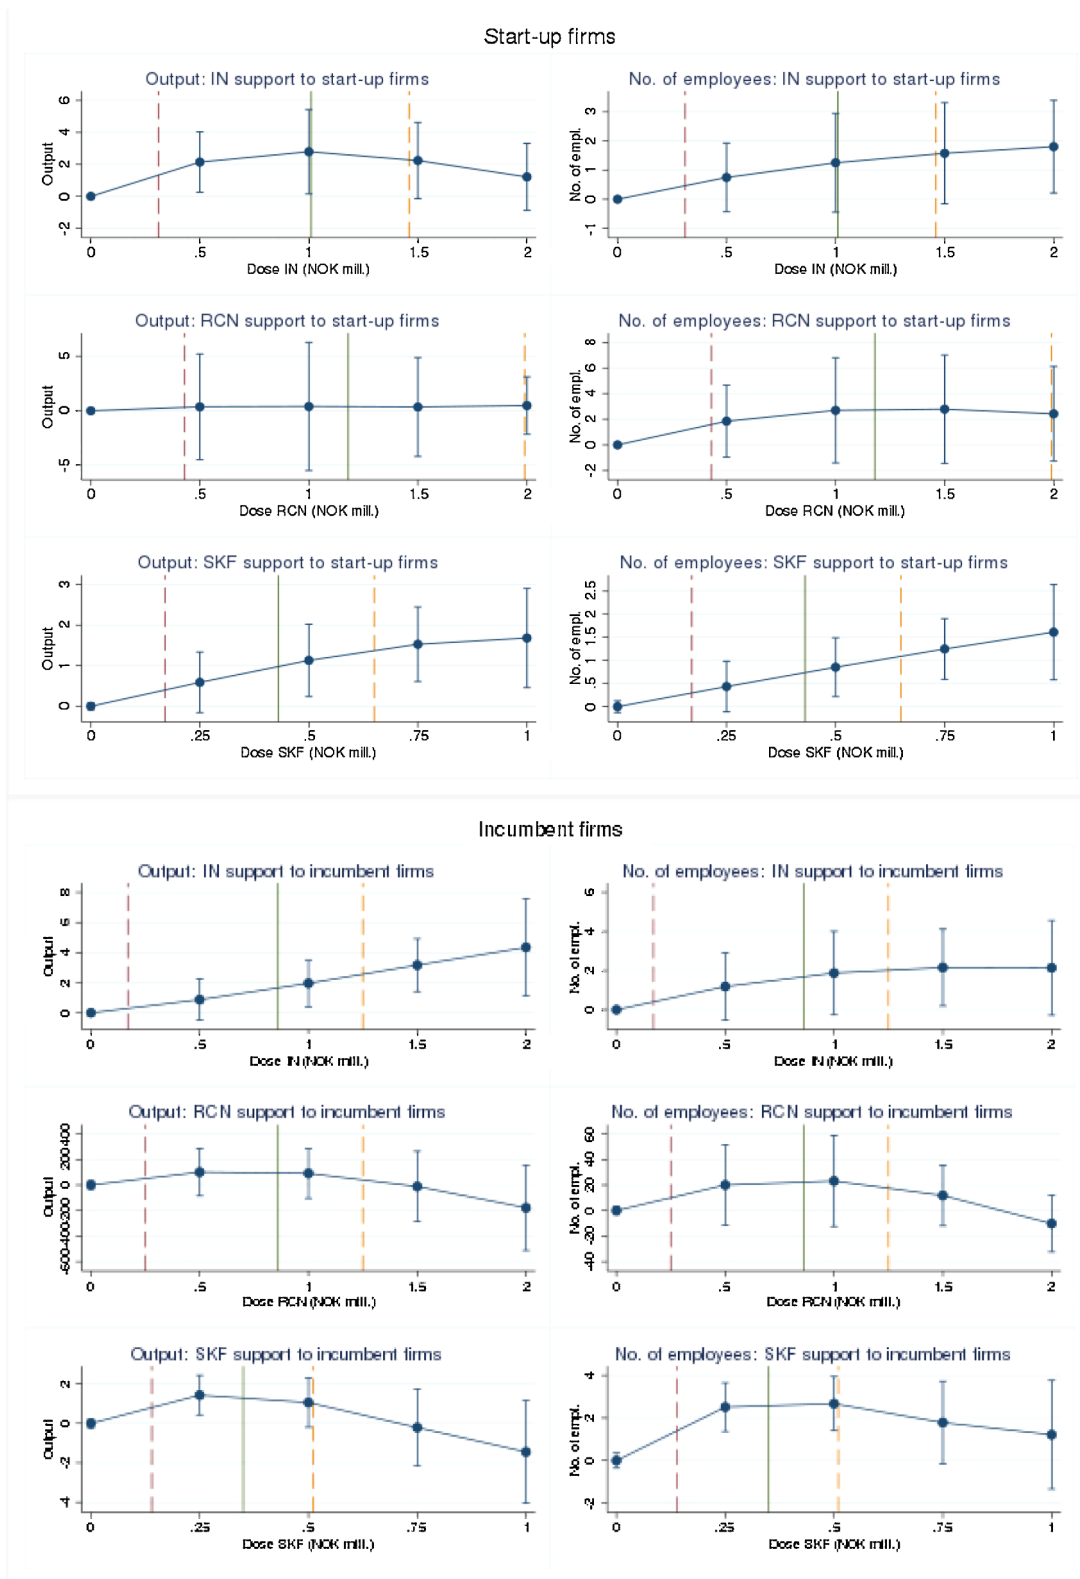 Start-up firms
Output: IN support to start-up firms
Output
6
4
2
0
-2
0 .5 1 1.5 2
Dose IN (NOK mill.)
No. of employees: IN support to start-up firms
No. of empl.
3
2
1
0
-1
0 .5 1 1.5 2
Dose IN (NOK mill.)
Output: RCN support to start-up firms
Output
5
0
-5
0 .5 1 1.5 2
Dose RCN (NOK mill.)
No. of employees: RCN support to start-up firms
No. of empl.
8
6
4
2
0
-2
0 .5 1 1.5 2
Dose RCN (NOK mill.)
Output: SKF support to start-up firms
Output
3
2
1
0
0 .25 .5 .75 1
Dose SKF (NOK mill.)
No. of employees: SKF support to start-up firms
No. of empl.
2.5
2
1.5
1
.5
0
0 .25 .5 .75 1
Dose SKF (NOK mill.)
Incumbent firms
Output: IN support to incumbent firms
Output
8
6
4
2
0
0 .5 1 1.5 2
Dose IN (NOK mill.)
No. of employees: IN support to incumbent firms
No. of empl.
6
4
2
0
0 .5 1 1.5 2
Dose IN (NOK mill.)
Output: RCN support to incumbent firms
Output
400
200
0
-200
-400
-600
0 .5 1 1.5 2
Dose RCN (NOK mill.)
No. of employees: RCN support to incumbent firms
No. of empl.
60
40
20
0
-20
-40
0 .5 1 1.5 2
Dose RCN (NOK mill.)
Output: SKF support to incumbent firms
Output
2
0
-2
-4
0 .25 .5 .75 1
Dose SKF (NOK mill.)
No. of employees: SKF support to incumbent firms
No. of empl.
4
2
0
-2
0 .25 .5 .75 1
Dose SKF (NOK mill.)